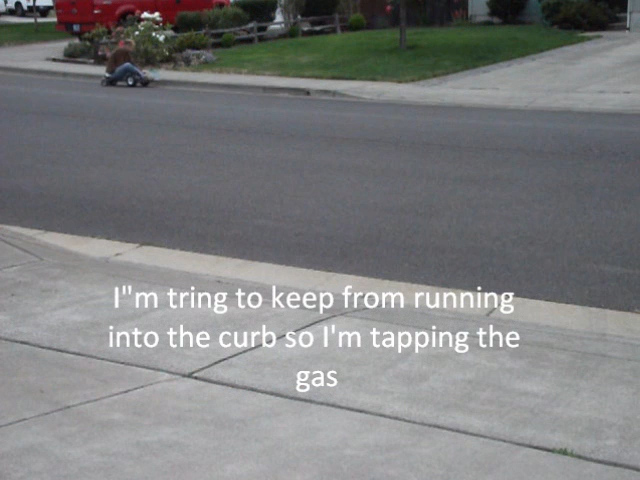 I"m tring to keep from running
into the curb so I'm tapping the
gas